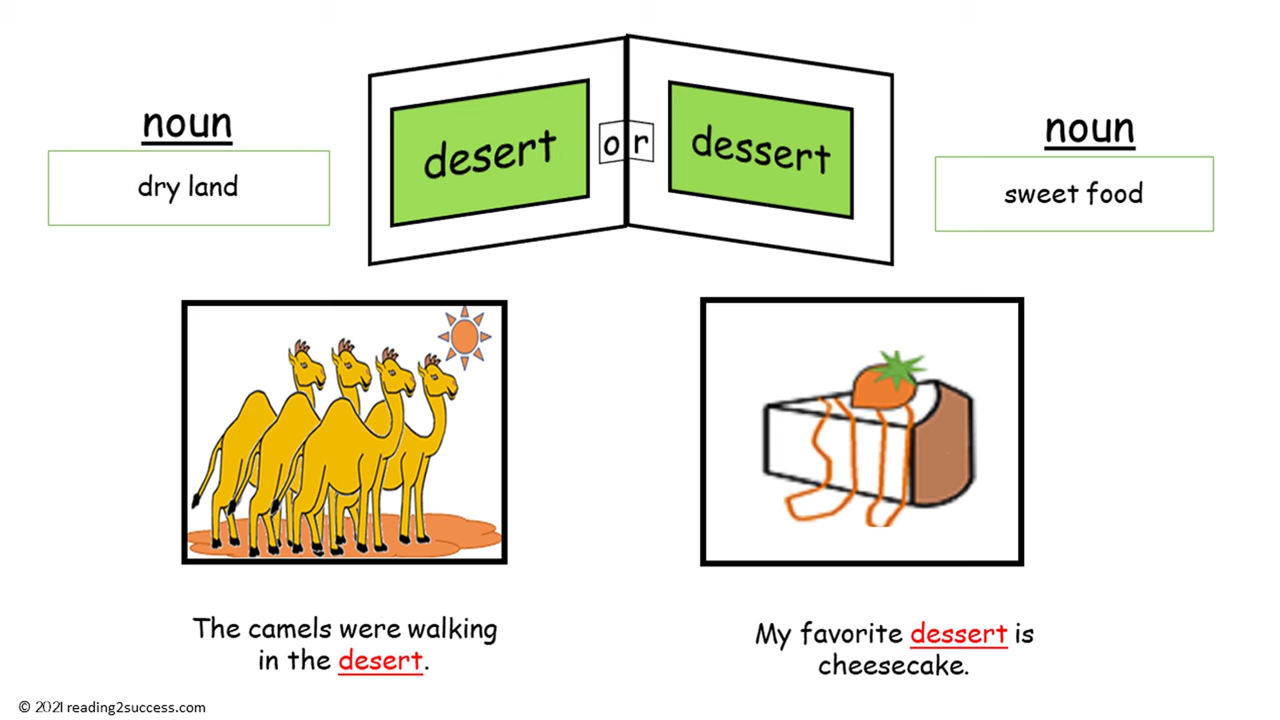 noun
dry land
desert
or
dessert
noun
sweet food
The camels were walking
in the desert.
My favorite dessert is
cheesecake.
© 2021 reading2success.com